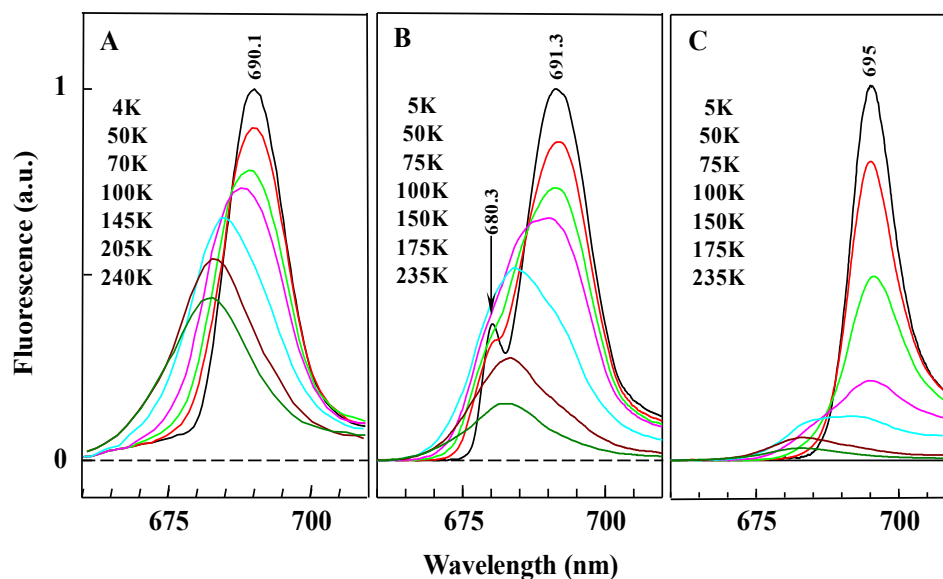 A
690.1
4K
50K
70K
100K
145K
205K
240K
B
691.3
680.3
5K
50K
75K
100K
150K
175K
235K
C
695
5K
50K
75K
100K
150K
175K
235K
1
0
Fluorescence (a.u.)
675 700 675 700 675 700
Wavelength (nm)